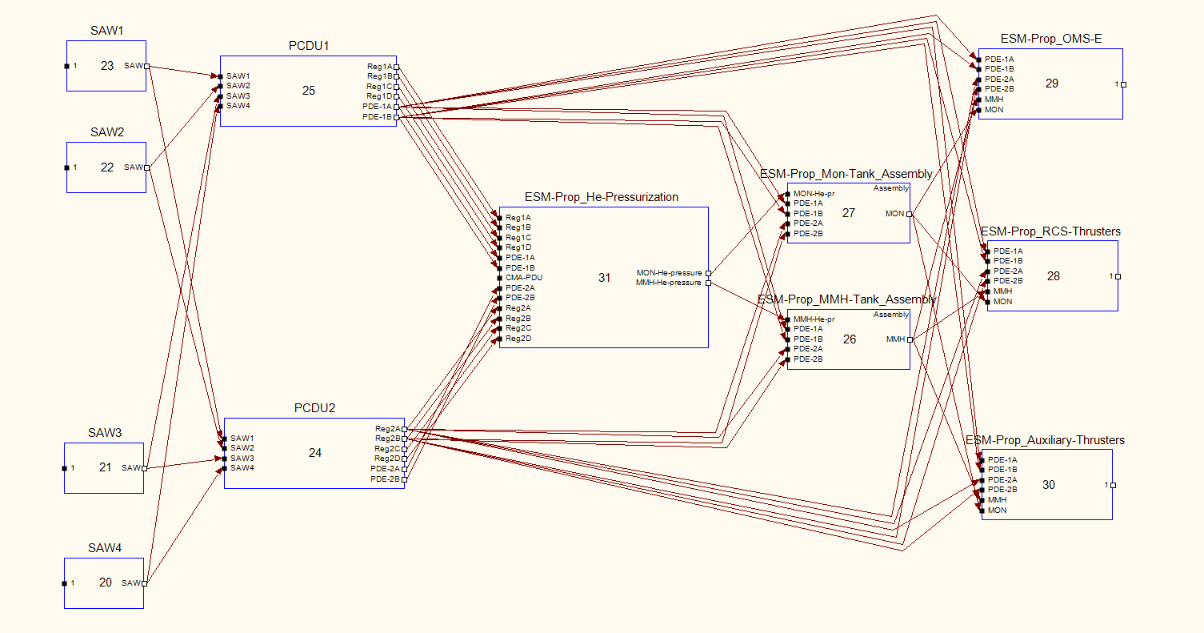 SAW1
1 23 SAW
SAW2
1 22 SAW
SAW3
1 21 SAW
SAW4
1 20 SAW
PCDU1
SAW1
SAW2
SAW3
SAW4
25
Reg1A
Reg1B
Reg1C
Reg1D
PDE-1A
PDE-1B
PCDU2
SAW1
SAW2
SAW3
SAW4
24
Reg2A
Reg2B
Reg2C
Reg2D
PDE-2A
PDE-2B
ESM-Prop_He-Pressurization
Reg1A
Reg1B
Reg1C
Reg1D
PDE-1A
PDE-1B
CMA-PDU
PDE-2A
PDE-2B
Reg2A
Reg2B
Reg2C
Reg2D
31
MON-He-pressure
MMH-He-pressure
ESM-Prop_Mon-Tank_Assembly
Assembly
MON-He-pr
PDE-1A
PDE-1B
PDE-2A
PDE-2B
27
MON
ESM-Prop_MMH-Tank_Assembly
Assembly
MMH-He-pr
PDE-1A
PDE-1B
PDE-2A
PDE-2B
26
MMH
ESM-Prop_OMS-E
PDE-1A
PDE-1B
PDE-2A
PDE-2B
MMH
MON
29
1
ESM-Prop_RCS-Thrusters
PDE-1A
PDE-1B
PDE-2A
PDE-2B
MMH
MON
28
1
ESM-Prop_Auxiliary-Thrusters
PDE-1A
PDE-1B
PDE-2A
PDE-2B
MMH
MON
30
1